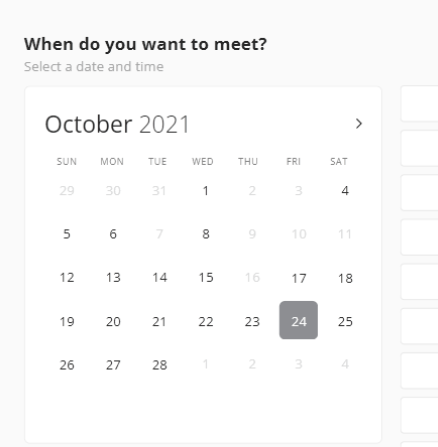 When do you want to meet?
Select a date and time
October 2021
SUN MON TUE WED THU FRI SAT
29 30 31 1 2 3 4
5 6 7 8 9 10 11
12 13 14 15 16 17 18
19 20 21 22 23 24 25
26 27 28 1 2 3 4